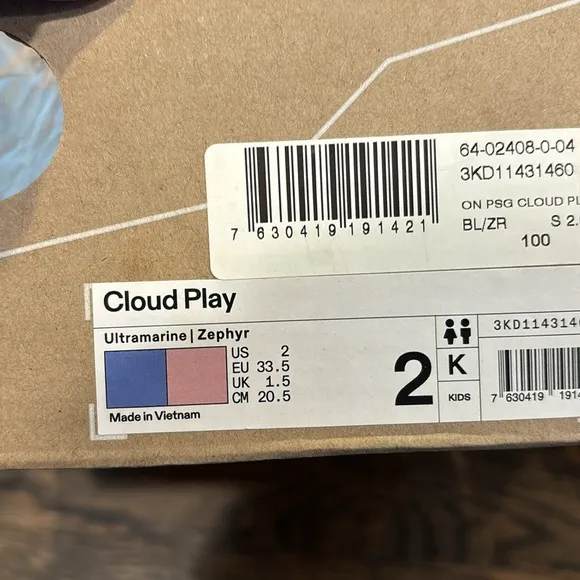 64-02408-0-04
3KD11431460
ON PSG CLOUD
BL/ZR S 2.
100
7 630419 191421
Cloud Play
Ultramarine | Zephyr
US 2
EU 33.5
UK 1.5
CM 20.5
Made in Vietnam
2
K
KIDS
3KD1143146
7 630419 1914